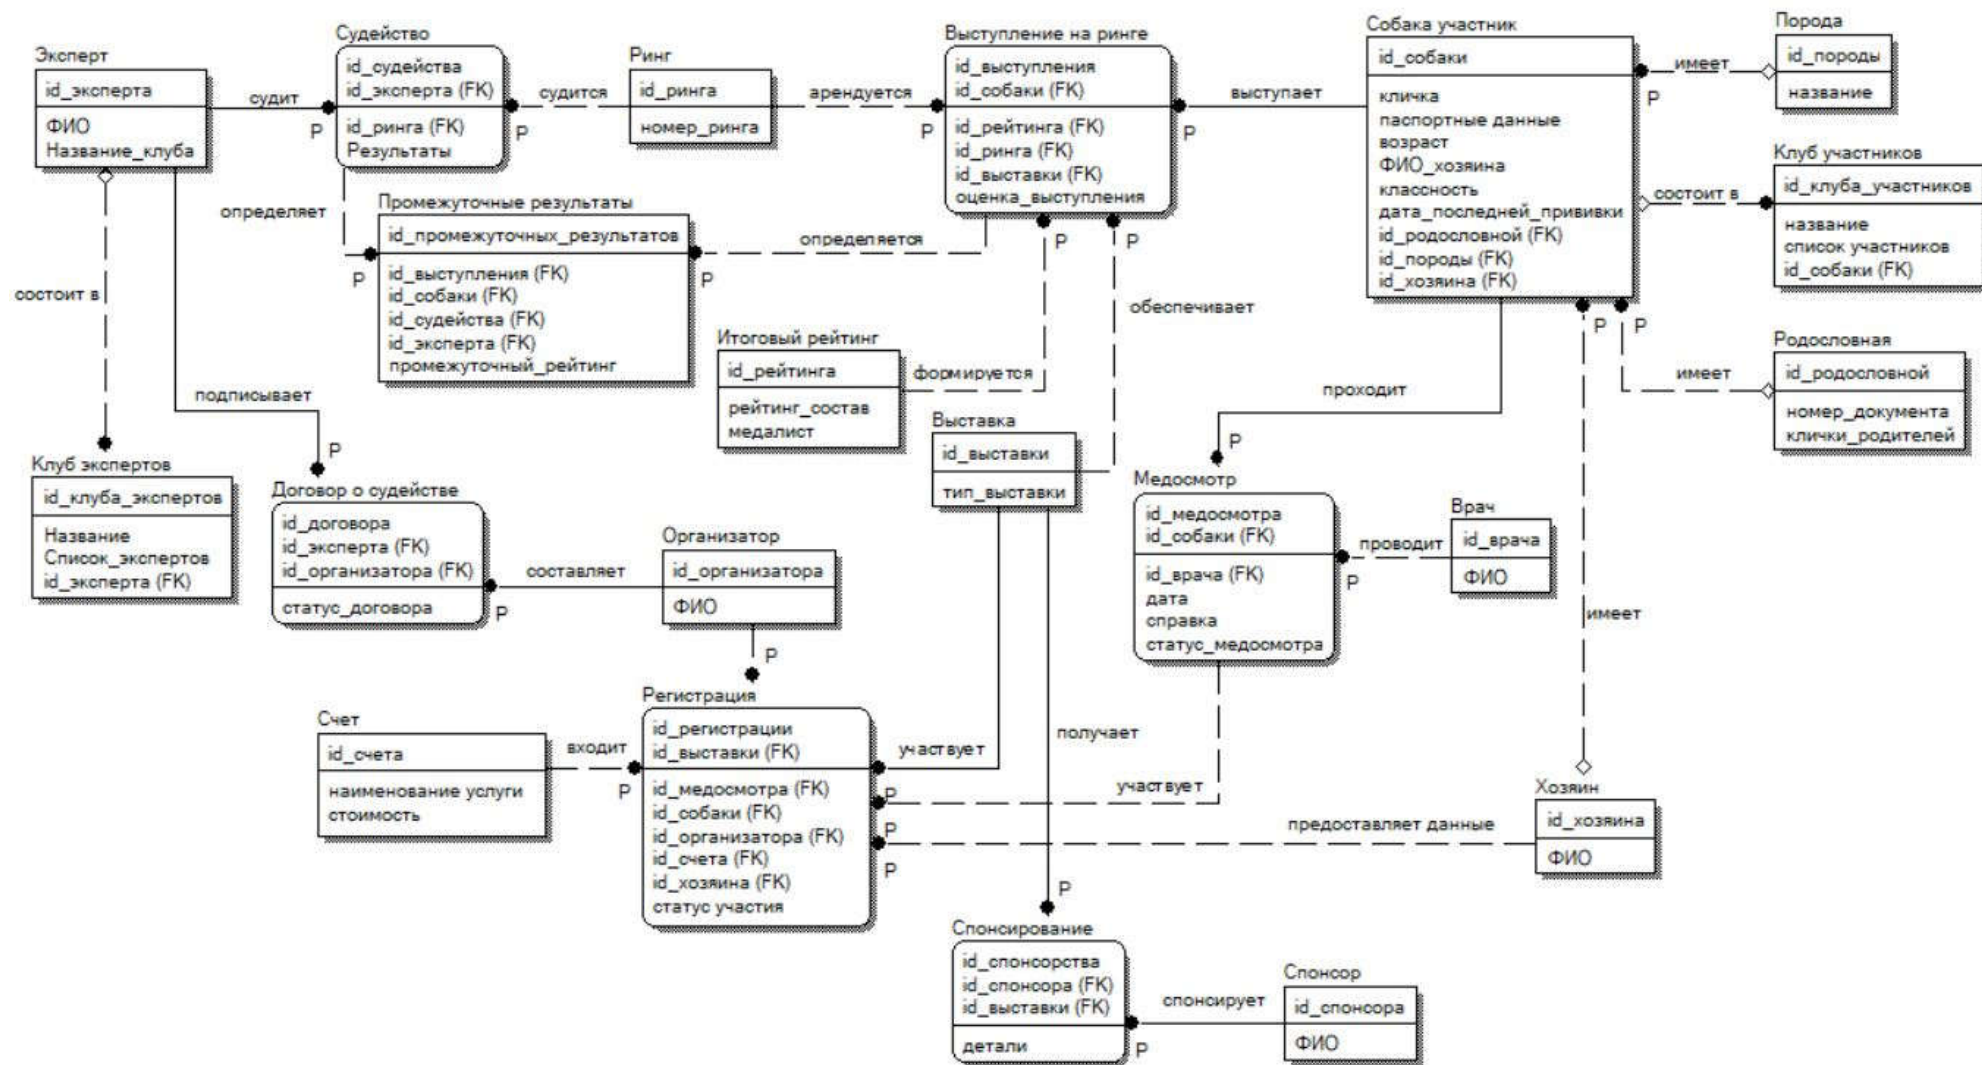 Эксперт
id_эксперта
ФИО
Название_клуба
судит
P
Судейство
id_судейства
id_эксперта (FK)
id_ринга (FK)
Результаты
судится
P
Ринг
id_ринга
номер_ринга
арендуется
P
Выступление на ринге
id_выступления
id_собаки (FK)
id_рейтинга (FK)
id_ринга (FK)
id_выставки (FK)
оценка_выступления
выступает
P
Собака участник
id_собаки
кличка
паспортные данные
возраст
ФИО_хозяина
классность
дата_последней_прививки
id_родословной (FK)
id_породы (FK)
id_хозяина (FK)
имеет
P
Порода
id_породы
название
Клуб участников
состоит в
id_клуба_участников
название
список участников
id_собаки (FK)
определяет
P
Промежуточные результаты
id_промежуточных_результатов
id_выступления (FK)
id_собаки (FK)
id_судейства (FK)
id_эксперта (FK)
промежуточный_рейтинг
определяется
P
P
P
обеспечивает
P
P
состоит в
Итоговый рейтинг
id_рейтинга
рейтинг_состав
медалист
формируется
Родословная
id_родословной
номер_документа
клички_родителей
имеет
подписывает
P
проходит
P
Выставка
id_выставки
тип_выставки
Клуб экспертов
id_клуба_экспертов
Название
Список_экспертов
id_эксперта (FK)
Договор о судействе
id_договора
id_эксперта (FK)
id_организатора (FK)
статус_договора
составляет
P
Организатор
id_организатора
ФИО
P
Медосмотр
id_медосмотра
id_собаки (FK)
id_врача (FK)
дата
справка
статус_медосмотра
проводит
P
Врач
id_врача
ФИО
имеет
Счет
id_счета
наименование услуги
стоимость
входит
P
Регистрация
id_регистрации
id_выставки (FK)
id_медосмотра (FK)
id_собаки (FK)
id_организатора (FK)
id_счета (FK)
id_хозяина (FK)
статус участия
участвует
P
получает
участвует
P
предоставляет данные
P
Хозяин
id_хозяина
ФИО
P
Спонсирование
id_спонсорства
id_спонсора (FK)
id_выставки (FK)
детали
спонсирует
P
Спонсор
id_спонсора
ФИО